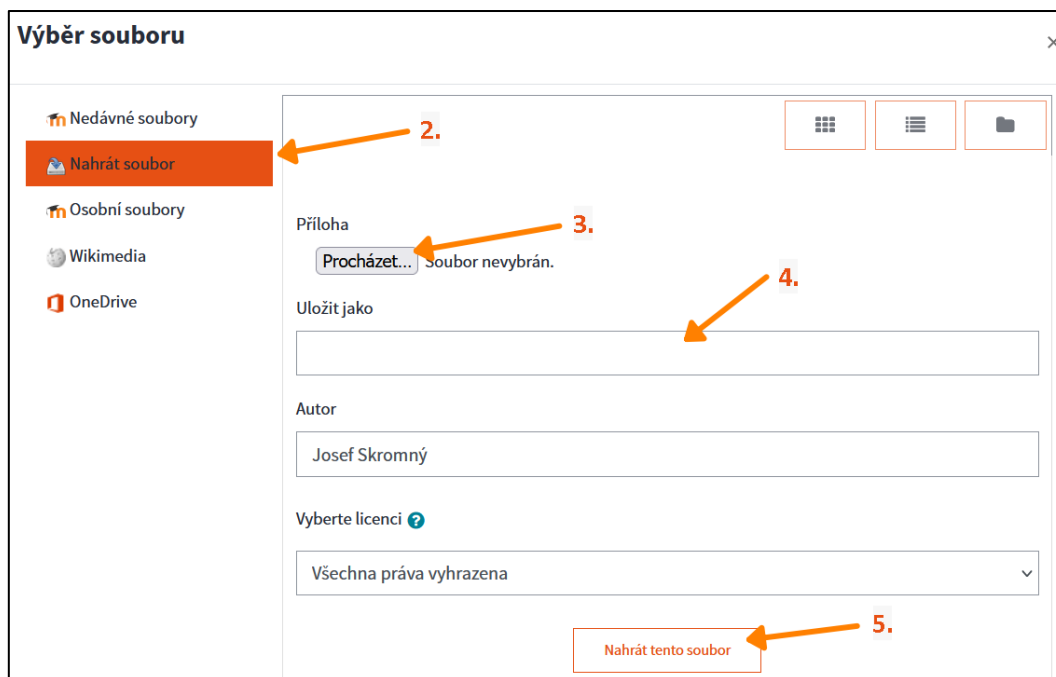 Výběr souboru
×
Nedávné soubory
Nahrát soubor
Osobní soubory
Wikimedia
OneDrive
2.
Příloha
3.
Procházet... Soubor nevybrán.
4.
Uložit jako
Autor
Josef Skromný
Vyberte licenci ?
Všechna práva vyhrazena
5.
Nahrát tento soubor